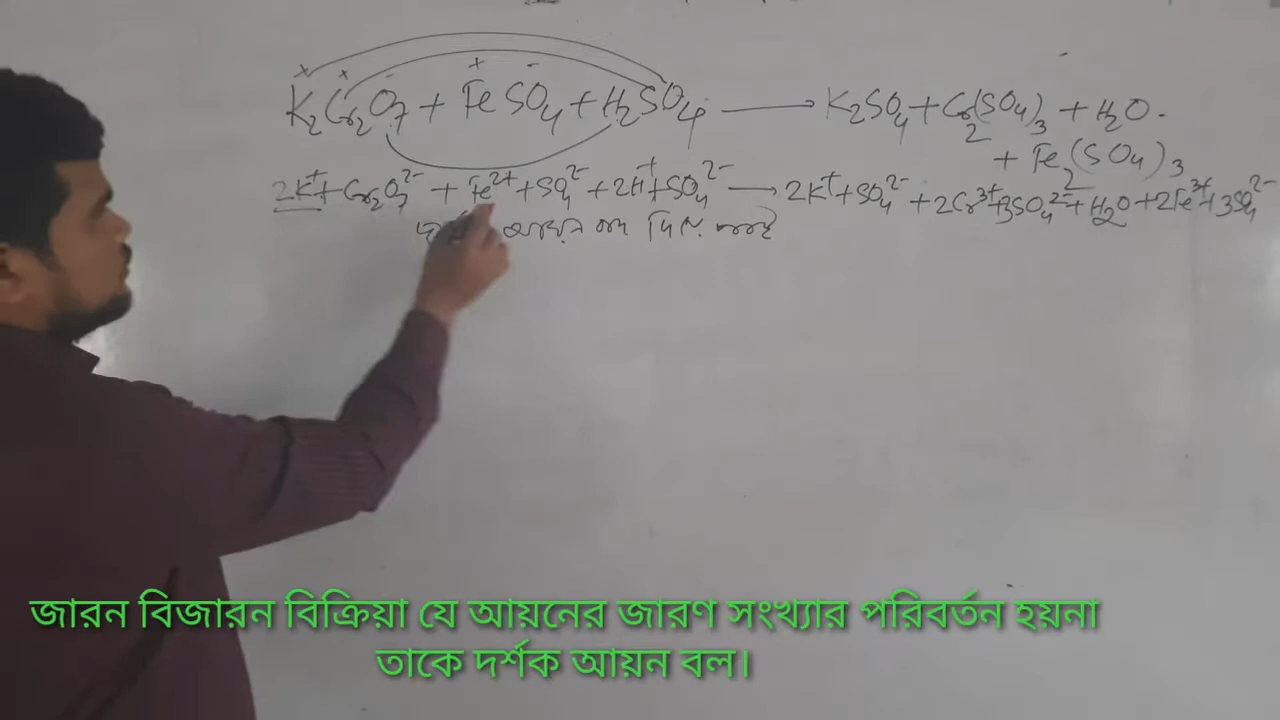 K₂Cr₂O₇ + FeSO₄ + H₂SO₄ ⟶ K₂SO₄ + Cr₂(SO₄)₃ + H₂O
+ Fe₂(SO₄)₃
2K⁺ + Cr₂O₇²⁻ + Fe²⁺ + SO₄²⁻ + 2H⁺ + SO₄²⁻ ⟶ 2K⁺ + SO₄²⁻ + 2Cr³⁺ + 3SO₄²⁻ + H₂O + 2Fe³⁺ + 3SO₄²⁻
আয়ন বাদ দিয়ে পাই
জারন বিজারন বিক্রিয়া যে আয়নের জারণ সংখ্যার পরিবর্তন হয়না
তাকে দর্শক আয়ন বল।